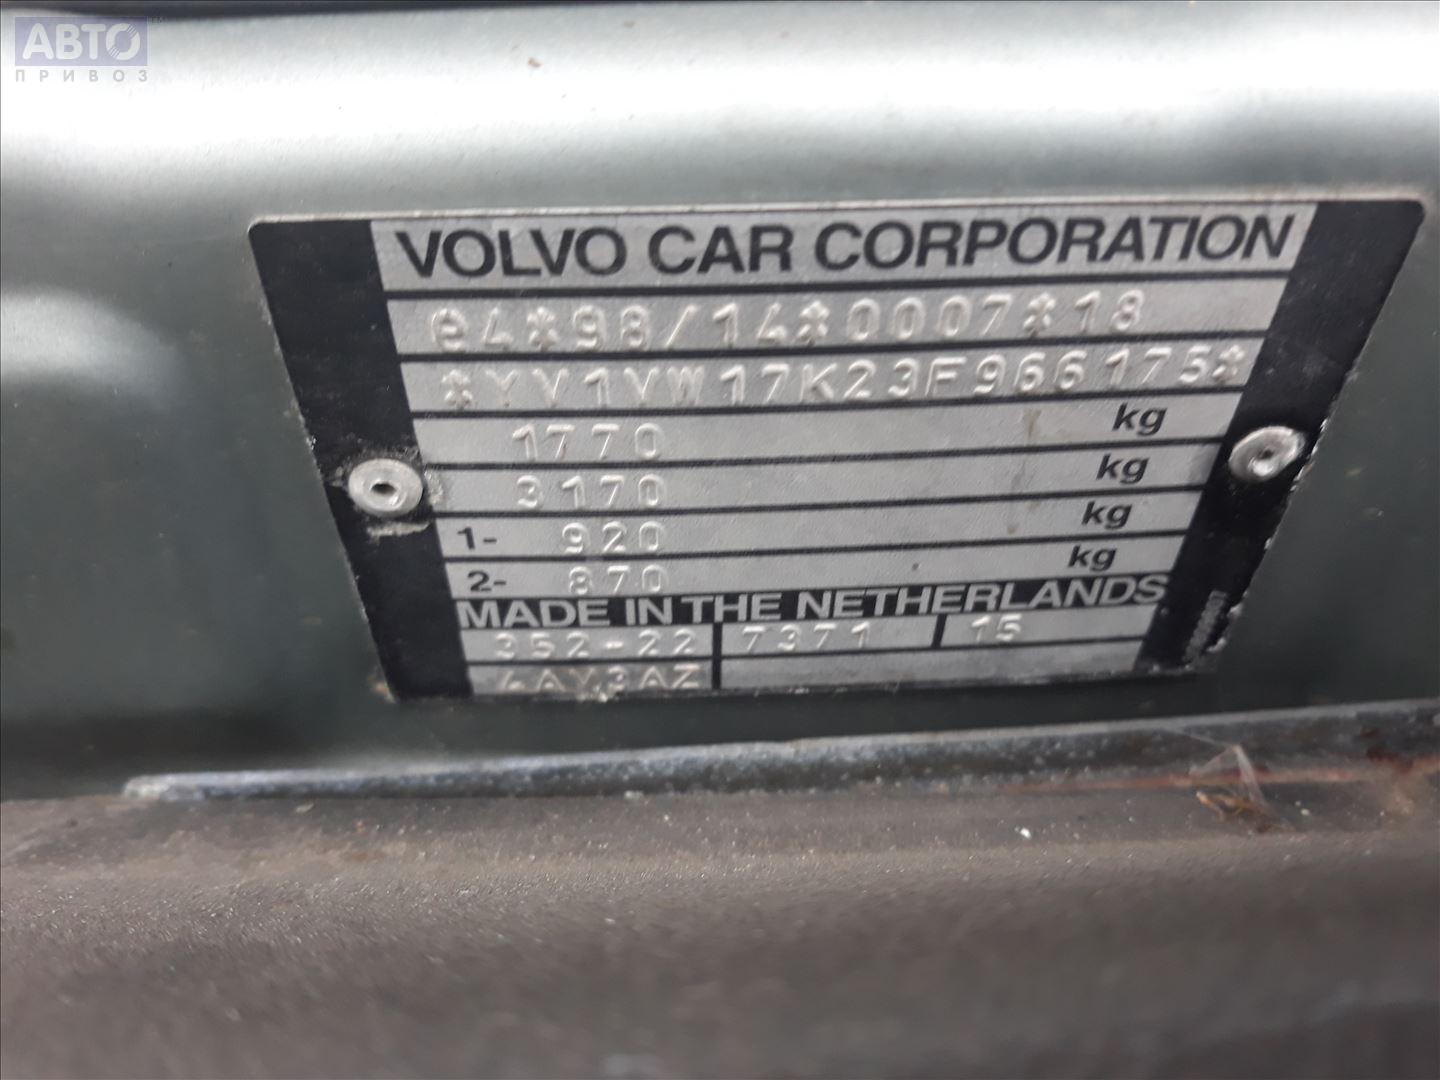 АВТО
ПРИВОЗ
VOLVO CAR CORPORATION
e4*98/14*0007*18
*YV1VW17K23F966175*
1770 kg
3170 kg
1- 920 kg
2- 870 kg
MADE IN THE NETHERLANDS
352-22 7371 15
4AY3AZ